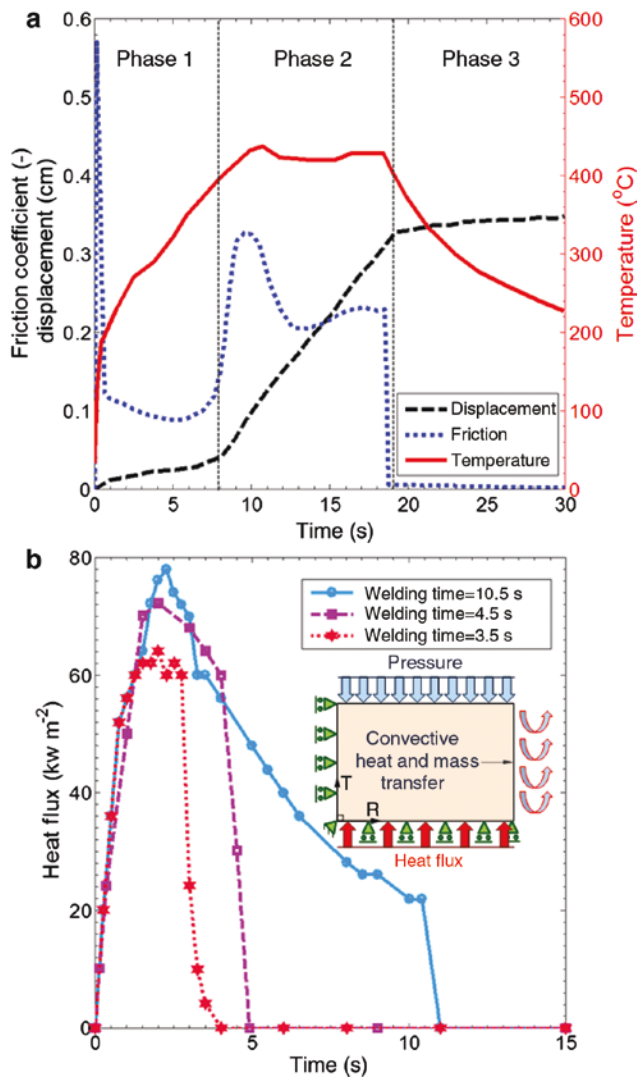 a
Phase 1
Phase 2
Phase 3
Friction coefficient (-)
displacement (cm)
Temperature (°C)
0.6
0.5
0.4
0.3
0.2
0.1
0
600
500
400
300
200
100
0
Displacement
Friction
Temperature
0
5
10
15
20
25
30
Time (s)
b
Heat flux (kw m-2)
80
60
40
20
0
Welding time=10.5 s
Welding time=4.5 s
Welding time=3.5 s
Pressure
Convective
heat and mass
transfer
T
R
Heat flux
0
5
10
15
Time (s)